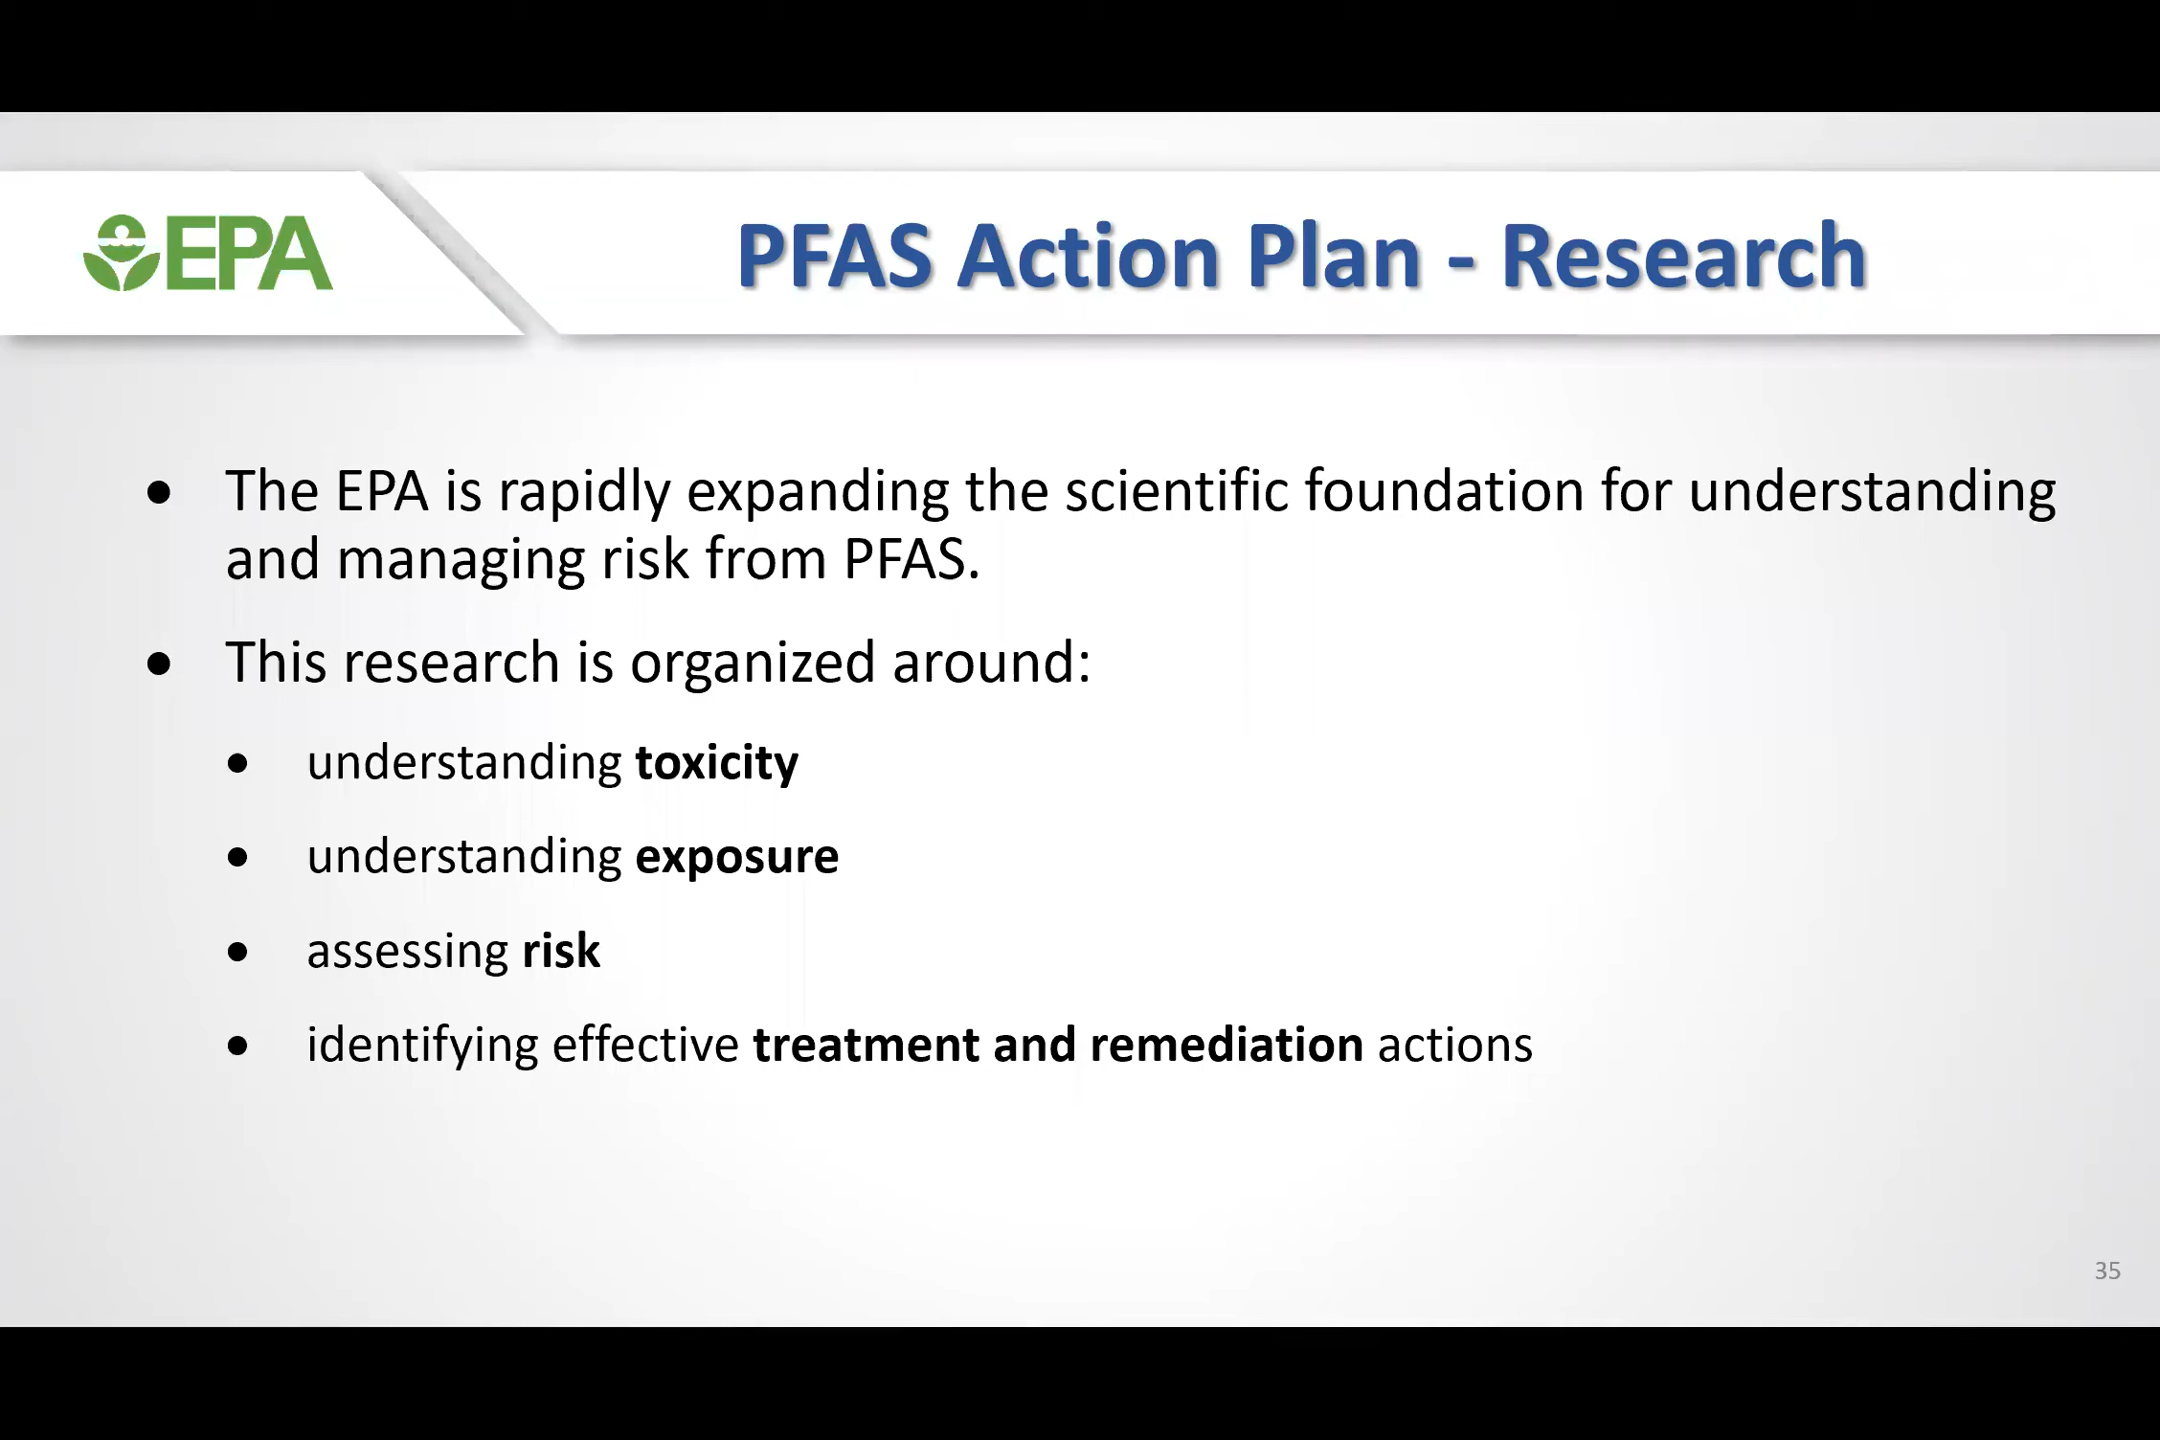 EPA
PFAS Action Plan - Research
• The EPA is rapidly expanding the scientific foundation for understanding
and managing risk from PFAS.
• This research is organized around:
• understanding toxicity
• understanding exposure
• assessing risk
• identifying effective treatment and remediation actions
35